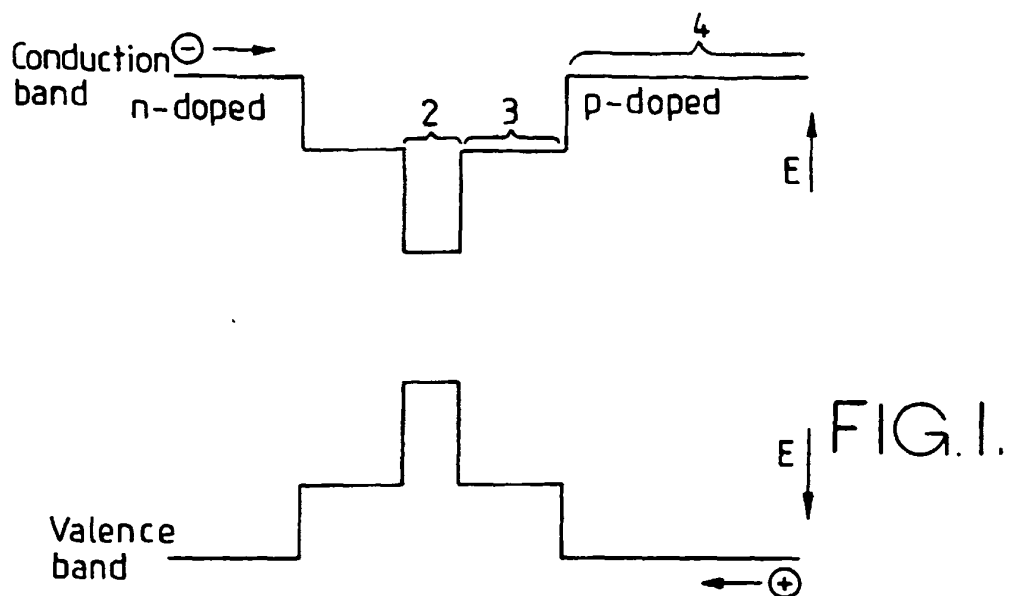 4
Conduction ⊖
band
n-doped
2
3
p-doped
E
E
FIG.1.
Valence
band
⊕